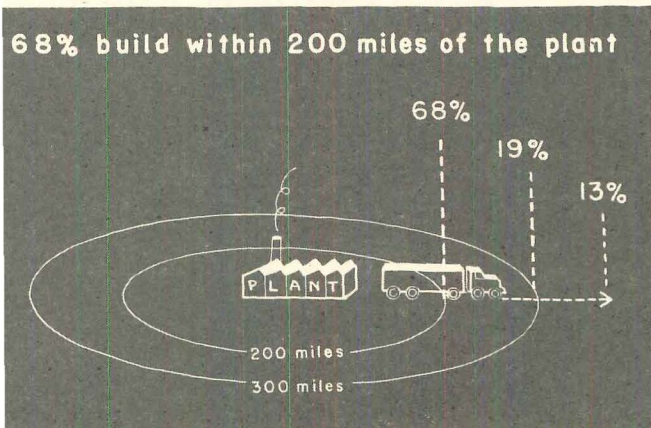 68% build within 200 miles of the plant
68%
19%
13%
PLANT
200 miles
300 miles